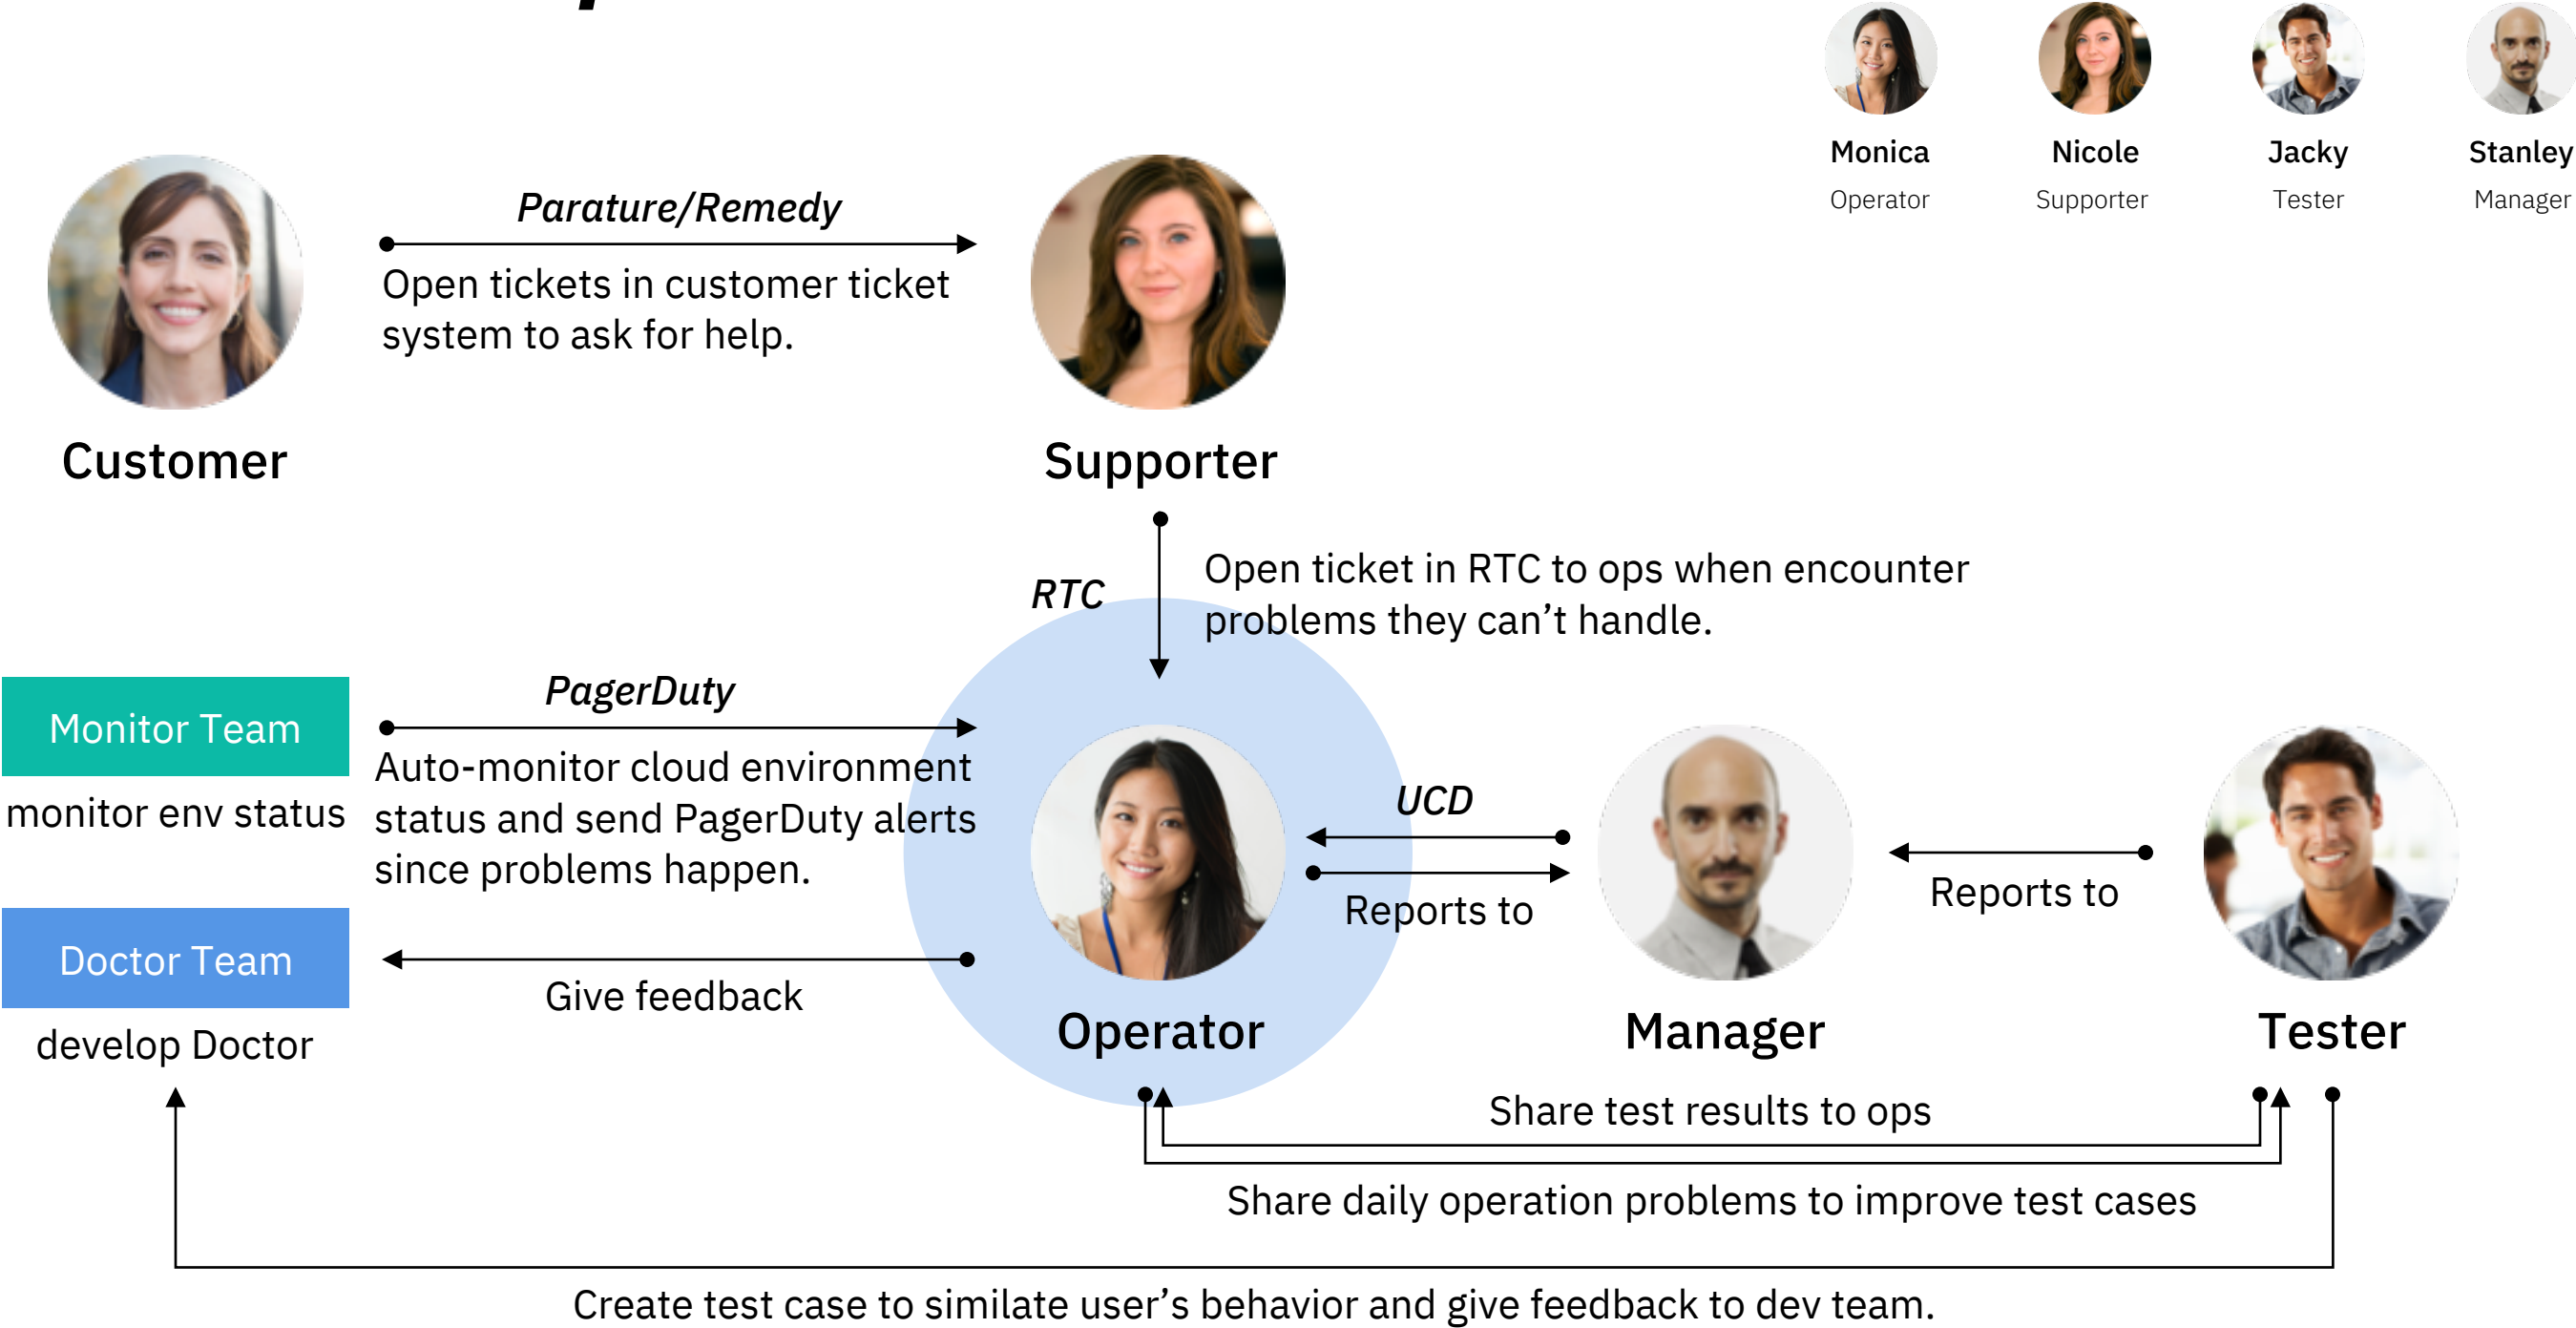 Monica
Nicole
Jacky
Stanley
Operator
Supporter
Tester
Manager
Parature/Remedy
Open tickets in customer ticket
system to ask for help.
Customer
Supporter
RTC
Open ticket in RTC to ops when encounter
problems they can’t handle.
Monitor Team
monitor env status
PagerDuty
Auto-monitor cloud environment
status and send PagerDuty alerts
since problems happen.
UCD
Reports to
Reports to
Doctor Team
develop Doctor
Give feedback
Operator
Manager
Tester
Share test results to ops
Share daily operation problems to improve test cases
Create test case to similate user’s behavior and give feedback to dev team.